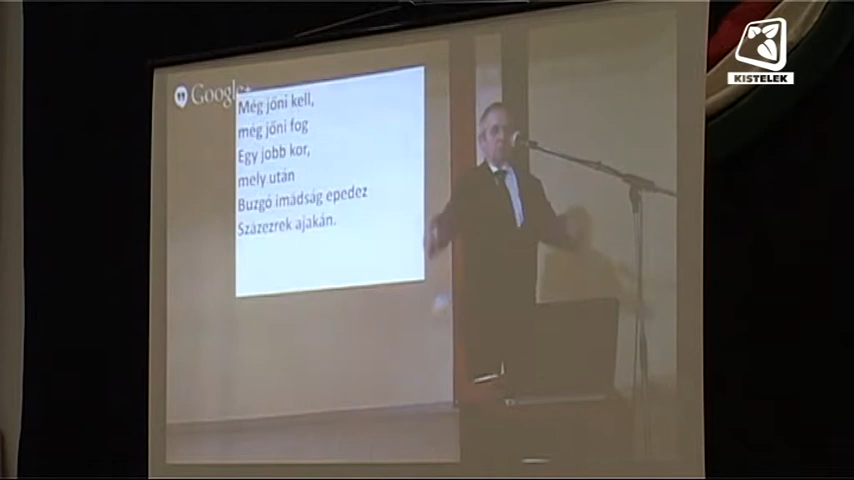 KISTELEK
Google+
Még jőni kell,
még jőni fog
Egy jobb kor,
mely után
Buzgó imádság epedez
Százezrek ajakán.